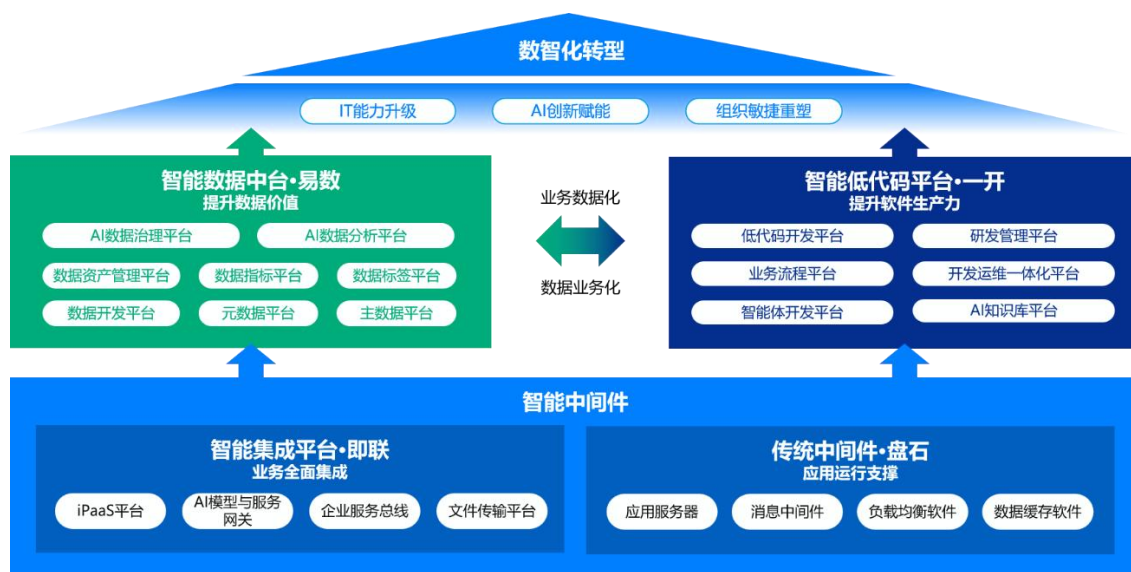 数智化转型
IT能力升级
AI创新赋能
组织敏捷重塑
智能数据中台·易数
提升数据价值
AI数据治理平台
AI数据分析平台
数据资产管理平台
数据指标平台
数据标签平台
数据开发平台
元数据平台
主数据平台
业务数据化
数据业务化
智能低代码平台·一开
提升软件生产力
低代码开发平台
研发管理平台
业务流程平台
开发运维一体化平台
智能体开发平台
AI知识库平台
智能中间件
智能集成平台·即联
业务全面集成
iPaaS平台
AI模型与服务
网关
企业服务总线
文件传输平台
传统中间件·盘石
应用运行支撑
应用服务器
消息中间件
负载均衡软件
数据缓存软件